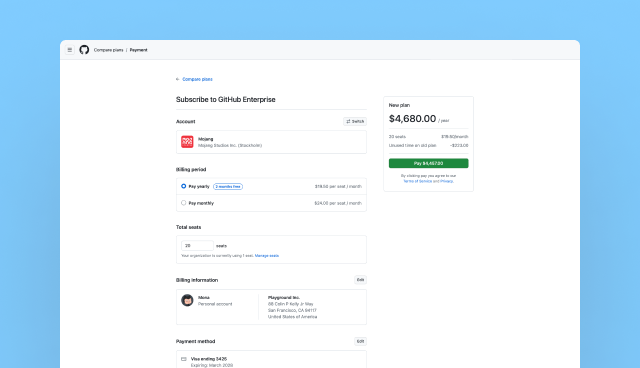 Compare plans / Payment
← Compare plans
Subscribe to GitHub Enterprise
Account
Switch
Mojang
Mojang Studios Inc. (Stockholm)
Billing period
Pay yearly
2 months free
$19.50 per seat / month
Pay monthly
$24.00 per seat / month
Total seats
20 seats
Your organization is currently using 1 seat. Manage seats
Billing information
Edit
Mona
Personal account
Playground Inc.
88 Colin P Kelly Jr Way
San Francisco, CA 94117
United States of America
Payment method
Edit
Visa ending 3425
Expiring: March 2098
New plan
$4,680.00 / year
20 seats
$19.50/month
Unused time on old plan
-$223.00
Pay $4,457.00
By clicking pay you agree to our
Terms of Service and Privacy.